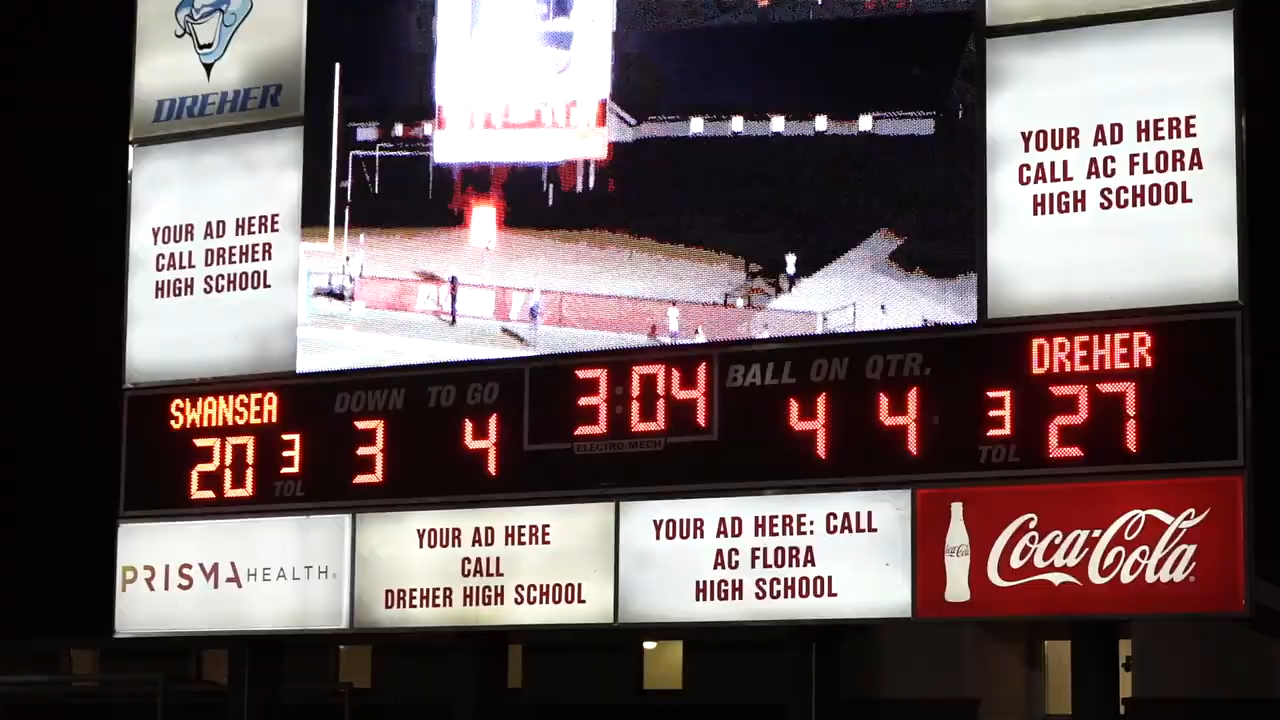 DREHER
YOUR AD HERE
CALL DREHER
HIGH SCHOOL
YOUR AD HERE
CALL AC FLORA
HIGH SCHOOL
SWANSEA
20 3
TOL
DOWN TO GO
3 4
3:04
ELECTRO-MECH
BALL ON QTR.
4 4
DREHER
3 27
TOL
PRISMA HEALTH
YOUR AD HERE
CALL
DREHER HIGH SCHOOL
YOUR AD HERE: CALL
AC FLORA
HIGH SCHOOL
Coca-Cola
Coca-Cola